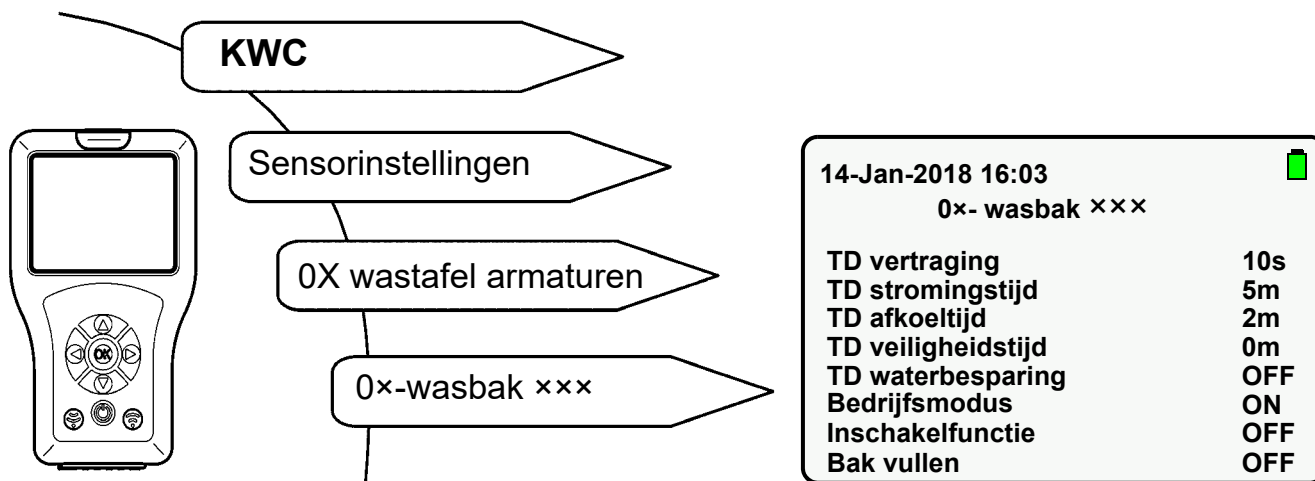 KWC
Sensorinstellingen
0X wastafel armaturen
0×-wasbak ×××
OK
14-Jan-2018 16:03
0×- wasbak ×××
TD vertraging 10s
TD stromingstijd 5m
TD afkoeltijd 2m
TD veiligheidstijd 0m
TD waterbesparing OFF
Bedrijfsmodus ON
Inschakelfunctie OFF
Bak vullen OFF